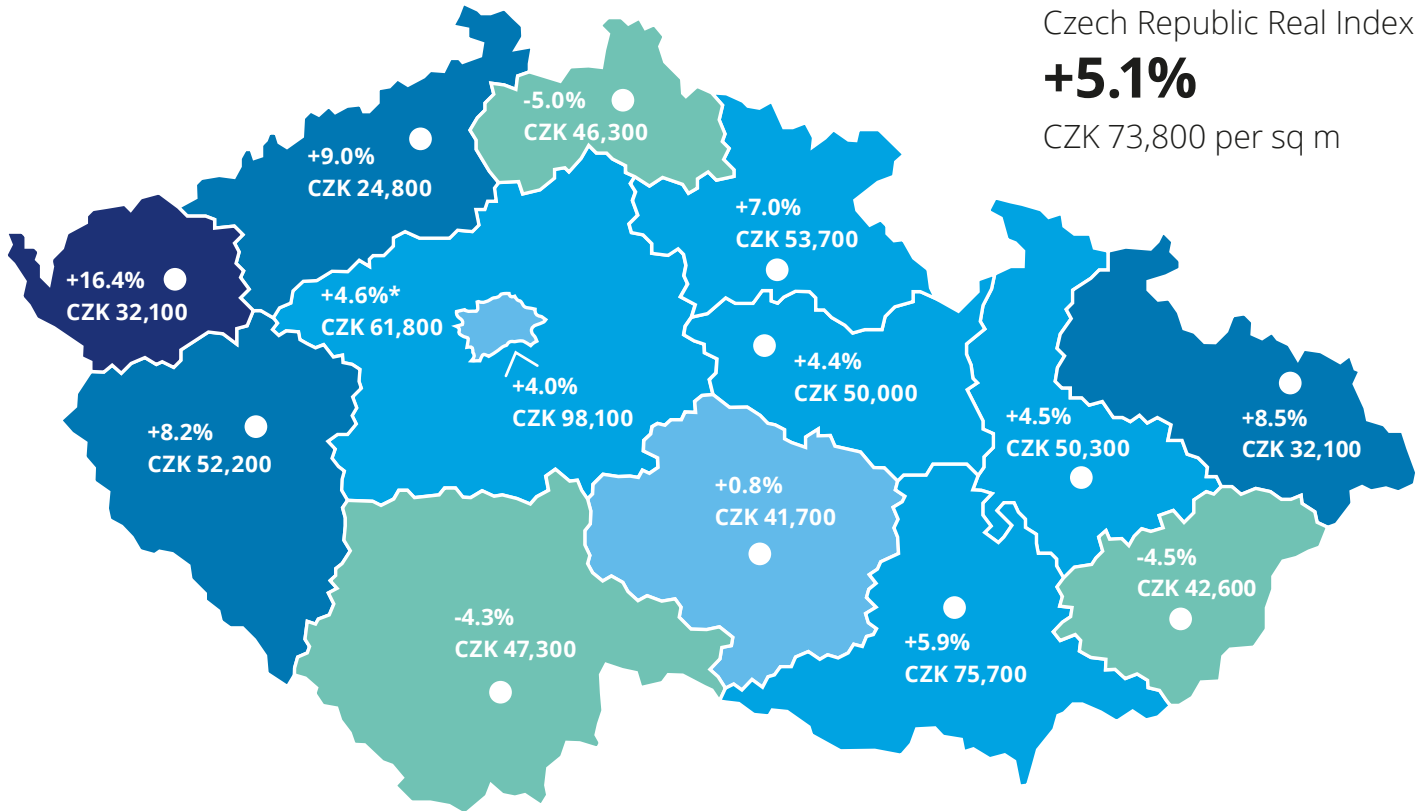 Czech Republic Real Index
+5.1%
CZK 73,800 per sq m
-5.0%
CZK 46,300
+9.0%
CZK 24,800
+7.0%
CZK 53,700
+16.4%
CZK 32,100
+4.6%*
CZK 61,800
+4.0%
CZK 98,100
+4.4%
CZK 50,000
+8.2%
CZK 52,200
+4.5%
CZK 50,300
+8.5%
CZK 32,100
+0.8%
CZK 41,700
-4.5%
CZK 42,600
-4.3%
CZK 47,300
+5.9%
CZK 75,700